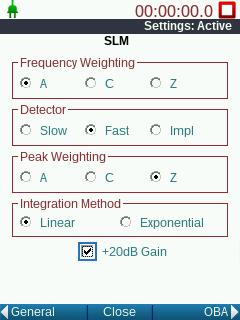 00:00:00.0
Settings: Active
SLM
Frequency Weighting
A C Z
Detector
Slow Fast Impl
Peak Weighting
A C Z
Integration Method
Linear Exponential
+20dB Gain
General Close OBA